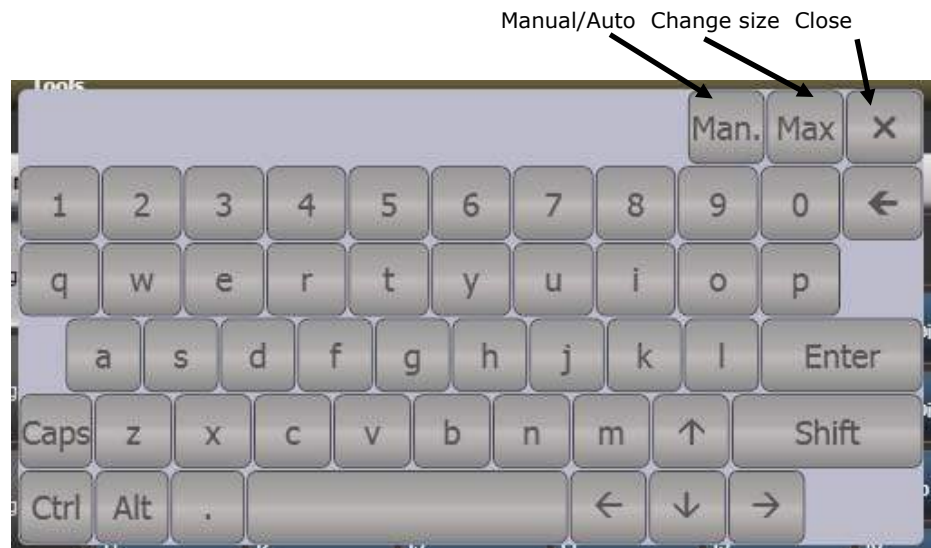 Manual/Auto Change size Close
Tools
Man. Max ×
1 2 3 4 5 6 7 8 9 0 ←
q w e r t y u i o p
a s d f g h j k l Enter
Caps z x c v b n m ↑ Shift
Ctrl Alt . ← ↓ →